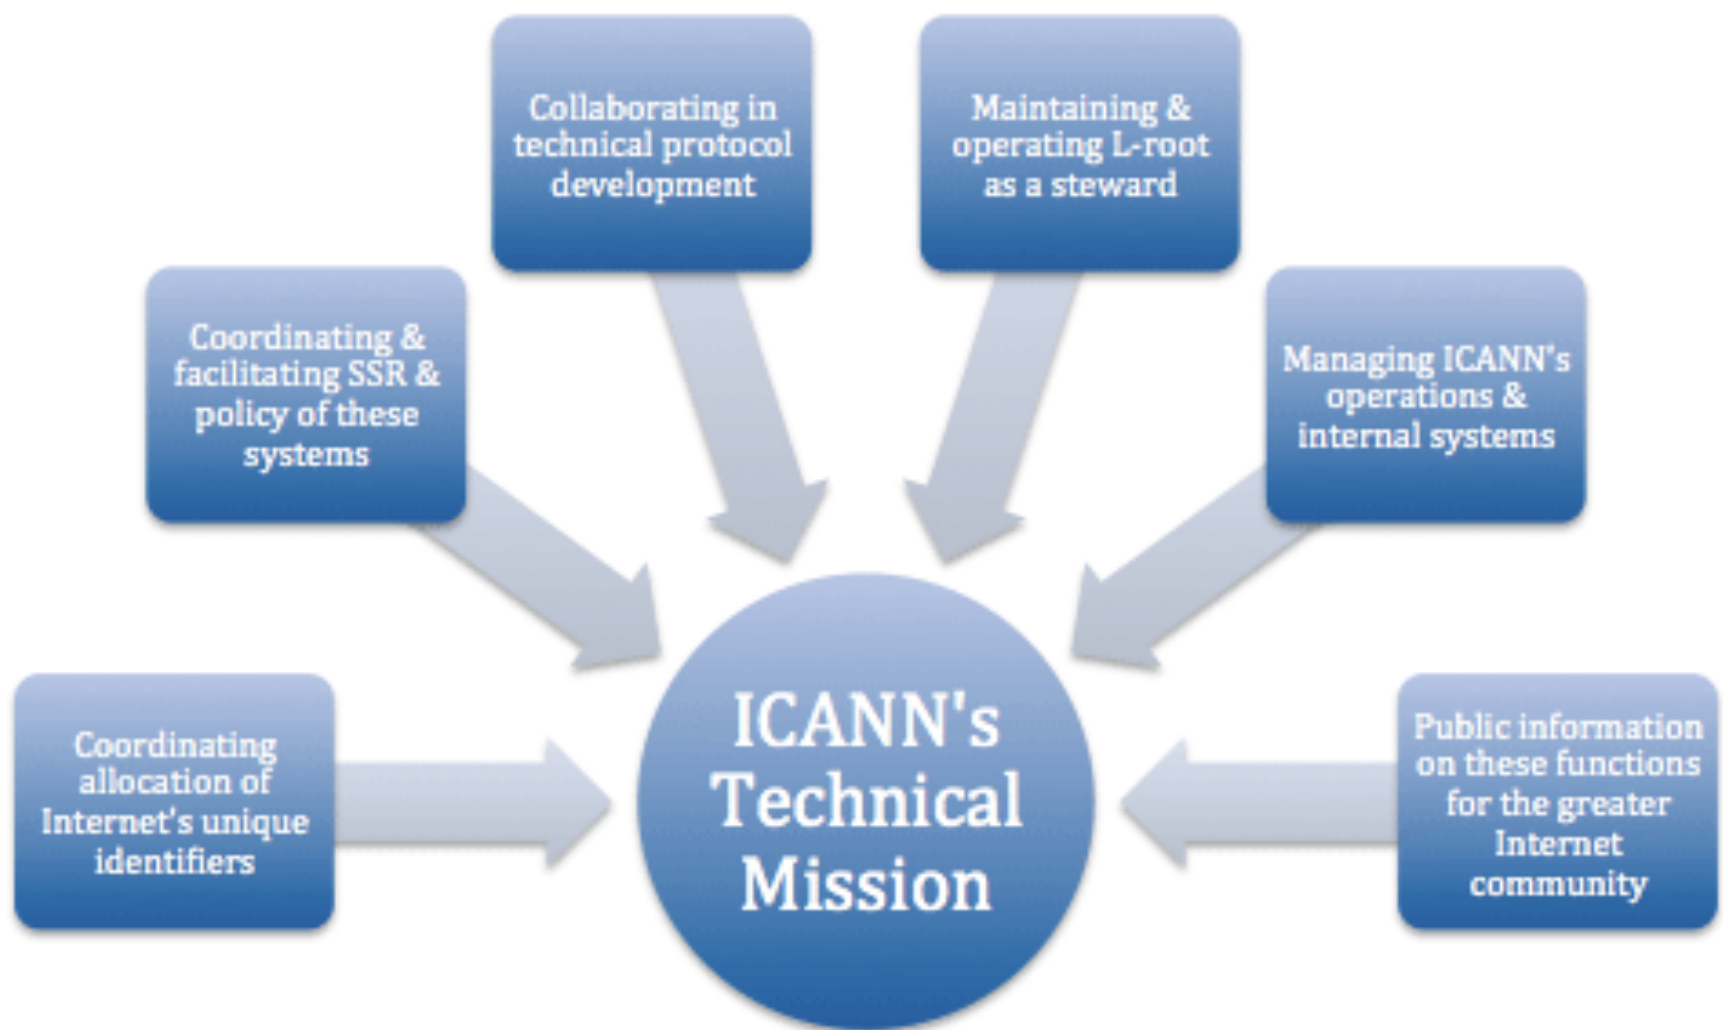 Collaborating in
technical protocol
development
Maintaining &
operating L-root
as a steward
Coordinating &
facilitating SSR &
policy of these
systems
Managing ICANN's
operations &
internal systems
Coordinating
allocation of
Internet's unique
identifiers
ICANN's
Technical
Mission
Public information
on these functions
for the greater
Internet
community